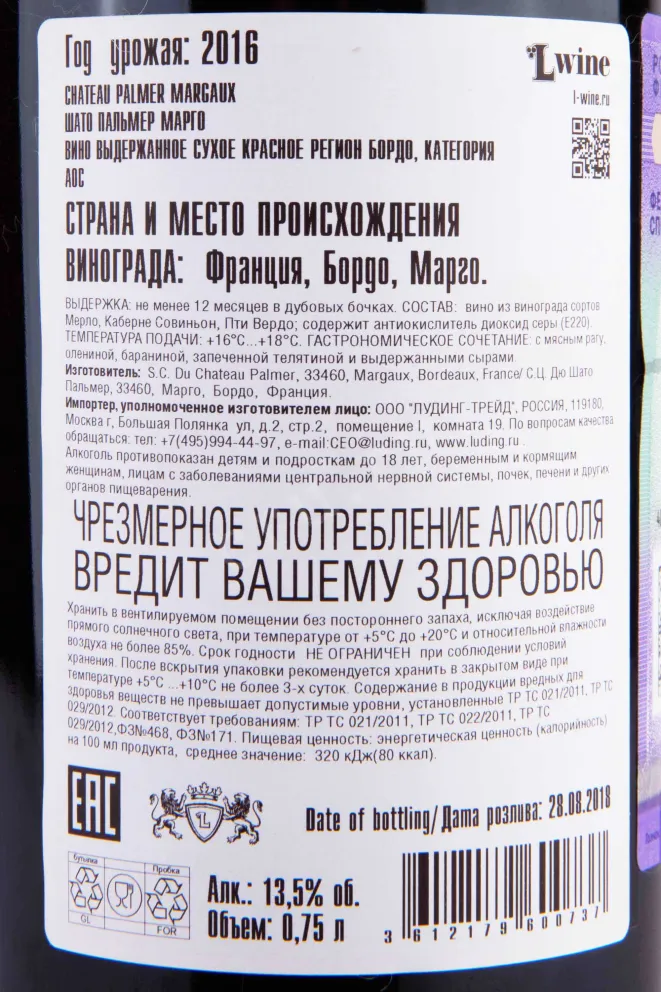 Год урожая: 2016
Lwine
l-wine.ru
CHATEAU PALMER MARGAUX
ШАТО ПАЛЬМЕР МАРГО
ВИНО ВЫДЕРЖАННОЕ СУХОЕ КРАСНОЕ РЕГИОН БОРДО, КАТЕГОРИЯ
AOC
СТРАНА И МЕСТО ПРОИСХОЖДЕНИЯ
ВИНОГРАДА: Франция, Бордо, Марго.
ВЫДЕРЖКА: не менее 12 месяцев в дубовых бочках. СОСТАВ: вино из винограда сортов
Мерло, Каберне Совиньон, Пти Вердо; содержит антиокислитель диоксид серы (E220).
ТЕМПЕРАТУРА ПОДАЧИ: +16°С...+18°С. ГАСТРОНОМИЧЕСКОЕ СОЧЕТАНИЕ: с мясным рагу,
олениной, бараниной, запеченной телятиной и выдержанными сырами.
Изготовитель: S.C. Du Chateau Palmer, 33460, Margaux, Bordeaux, France/ С.Ц. Дю Шато
Пальмер, 33460, Марго, Бордо, Франция.
Импортер, уполномоченное изготовителем лицо: ООО "ЛУДИНГ-ТРЕЙД", РОССИЯ, 119180,
Москва г, Большая Полянка ул, д.2, стр.2, помещение I, комната 19. По вопросам качества
обращаться: тел: +7(495)994-44-97, e-mail:CEO@luding.ru, www.luding.ru .
Алкоголь противопоказан детям и подросткам до 18 лет, беременным и кормящим
женщинам, лицам с заболеваниями центральной нервной системы, почек, печени и других
органов пищеварения.
ЧРЕЗМЕРНОЕ УПОТРЕБЛЕНИЕ АЛКОГОЛЯ
ВРЕДИТ ВАШЕМУ ЗДОРОВЬЮ
Хранить в вентилируемом помещении без постороннего запаха, исключая воздействие
прямого солнечного света, при температуре от +5°С до +20°С и относительной влажности
воздуха не более 85%. Срок годности НЕ ОГРАНИЧЕН при соблюдении условий
хранения. После вскрытия упаковки рекомендуется хранить в закрытом виде при
температуре +5°С ...+10°С не более 3-х суток. Содержание в продукции вредных для
здоровья веществ не превышает допустимые уровни, установленные ТР ТС 021/2011, ТР ТС
029/2012. Соответствует требованиям: ТР ТС 021/2011, ТР ТС 022/2011, ТР ТС
029/2012,ФЗ№468, ФЗ№171. Пищевая ценность: энергетическая ценность (калорийность)
на 100 мл продукта, среднее значение: 320 кДж(80 ккал).
EAC
L
Date of bottling/Дата розлива: 28.08.2018
бутылка
Пробка
GL
FOR
Алк.: 13,5% об.
Объем: 0,75 л
3 612179 600737